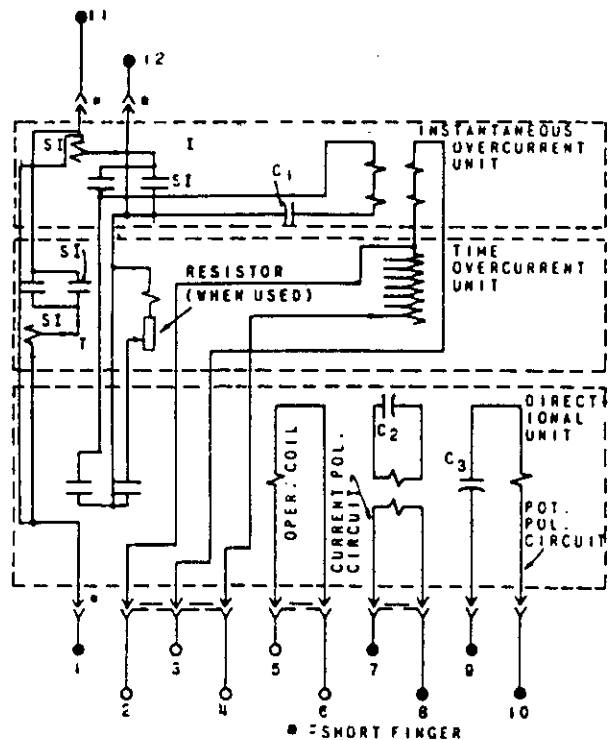 11
12
* *
INSTANTANEOUS
OVERCURRENT
UNIT
SI I
SI
C1
TIME
OVERCURRENT
UNIT
SI
RESISTOR
(WHEN USED)
SI
T
DIRECT-
IONAL
UNIT
C2
C3
OPER. COIL
CURRENT POL.
CIRCUIT
POT.
POL.
CIRCUIT
*
1 3 5 7 9
2 4 6 8 10
* = SHORT FINGER